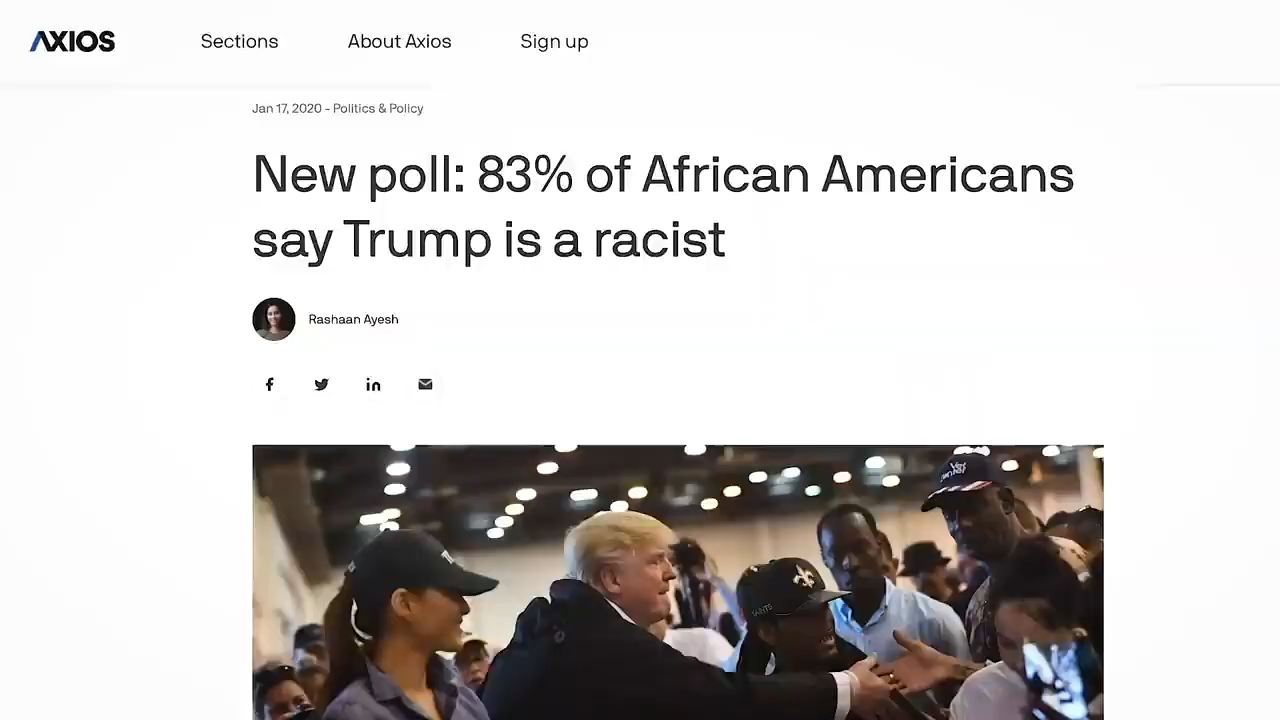 AXIOS
Sections
About Axios
Sign up
Jan 17, 2020 - Politics & Policy
New poll: 83% of African Americans
say Trump is a racist
Rashaan Ayesh
SAINTS